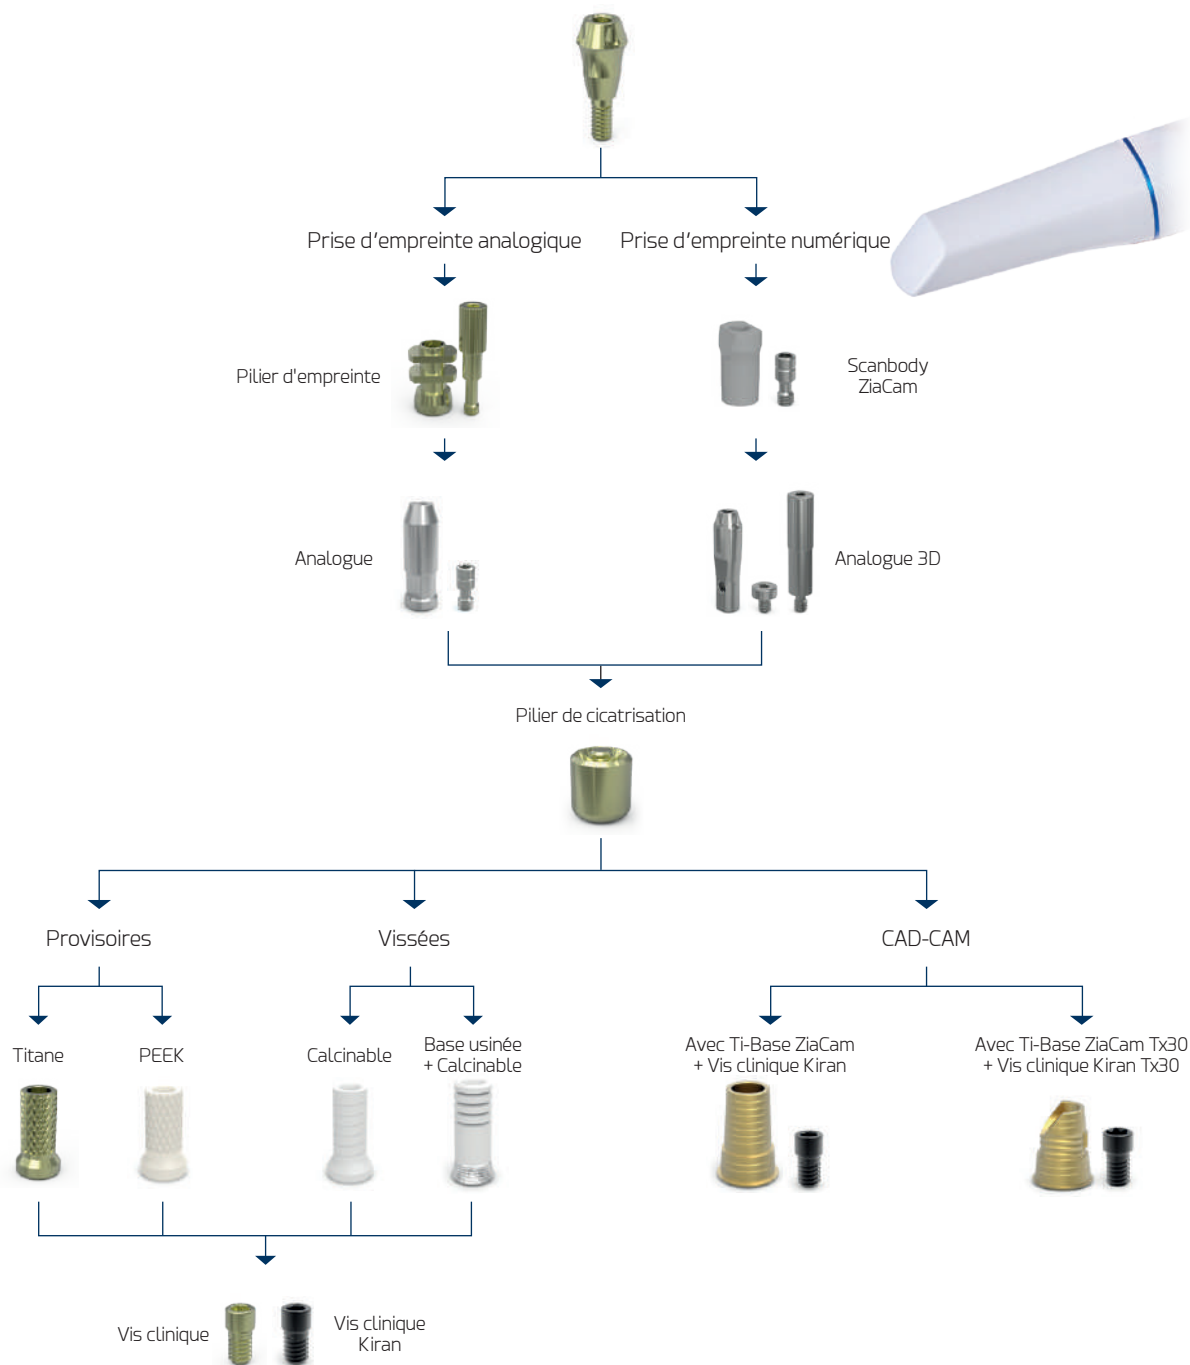 Prise d'empreinte analogique
Prise d'empreinte numérique
Pilier d'empreinte
Scanbody
ZiaCam
Analogue
Analogue 3D
Pilier de cicatrisation
Provisoires
Vissées
CAD-CAM
Titane
PEEK
Calcinable
Base usinée
+ Calcinable
Avec Ti-Base ZiaCam
+ Vis clinique Kiran
Avec Ti-Base ZiaCam Tx30
+ Vis clinique Kiran Tx30
Vis clinique
Vis clinique
Kiran